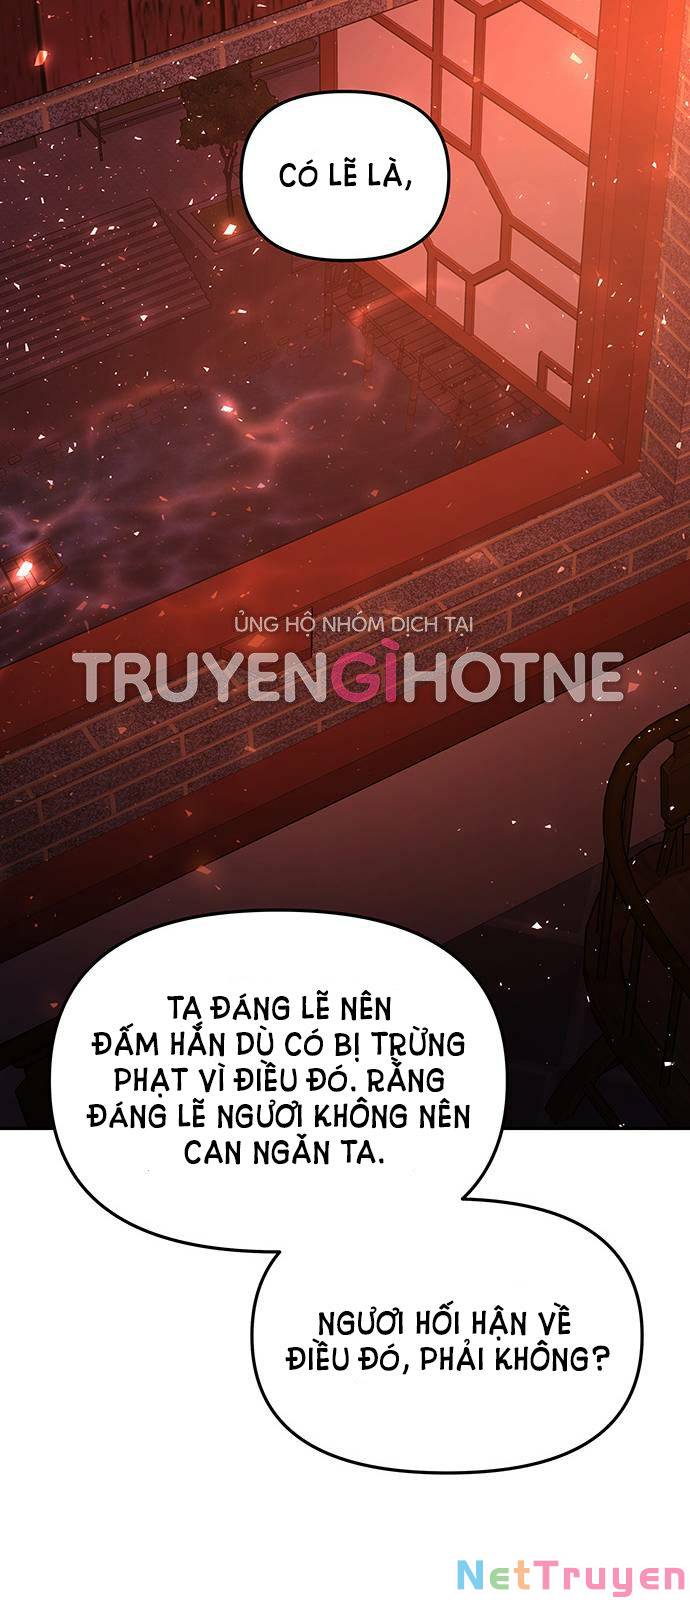 CÓ LẼ LÀ,
ỦNG HỘ NHÓM DỊCH TẠI
TRUYENGÌHOTNE
TA ĐÁNG LẼ NÊN
ĐẤM HẮN DÙ CÓ BỊ TRỪNG
PHẠT VÌ ĐIỀU ĐÓ. RẰNG
ĐÁNG LẼ NGƯƠI KHÔNG NÊN
CAN NGĂN TA.
NGƯƠI HỐI HẬN VỀ
ĐIỀU ĐÓ, PHẢI KHÔNG?
NetTruyen